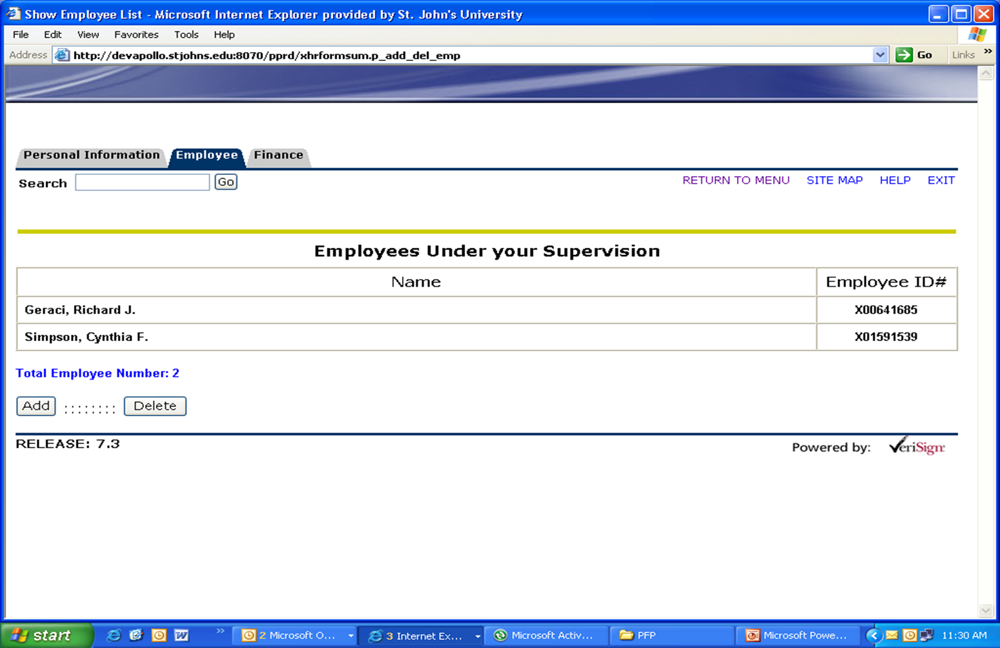 Show Employee List - Microsoft Internet Explorer provided by St. John's University
File Edit View Favorites Tools Help
Address http://devapollo.stjohns.edu:8070/pprd/xhrformsum.p_add_del_emp Go Links »
Personal Information Employee Finance
Search Go RETURN TO MENU SITE MAP HELP EXIT
Employees Under your Supervision
Name Employee ID#
Geraci, Richard J. X00641685
Simpson, Cynthia F. X01591539
Total Employee Number: 2
Add : : : : : : : : Delete
RELEASE: 7.3
Powered by: VeriSign
start » 2 Microsoft O... 3 Internet Ex... Microsoft Activ... PFP Microsoft Powe... 11:30 AM